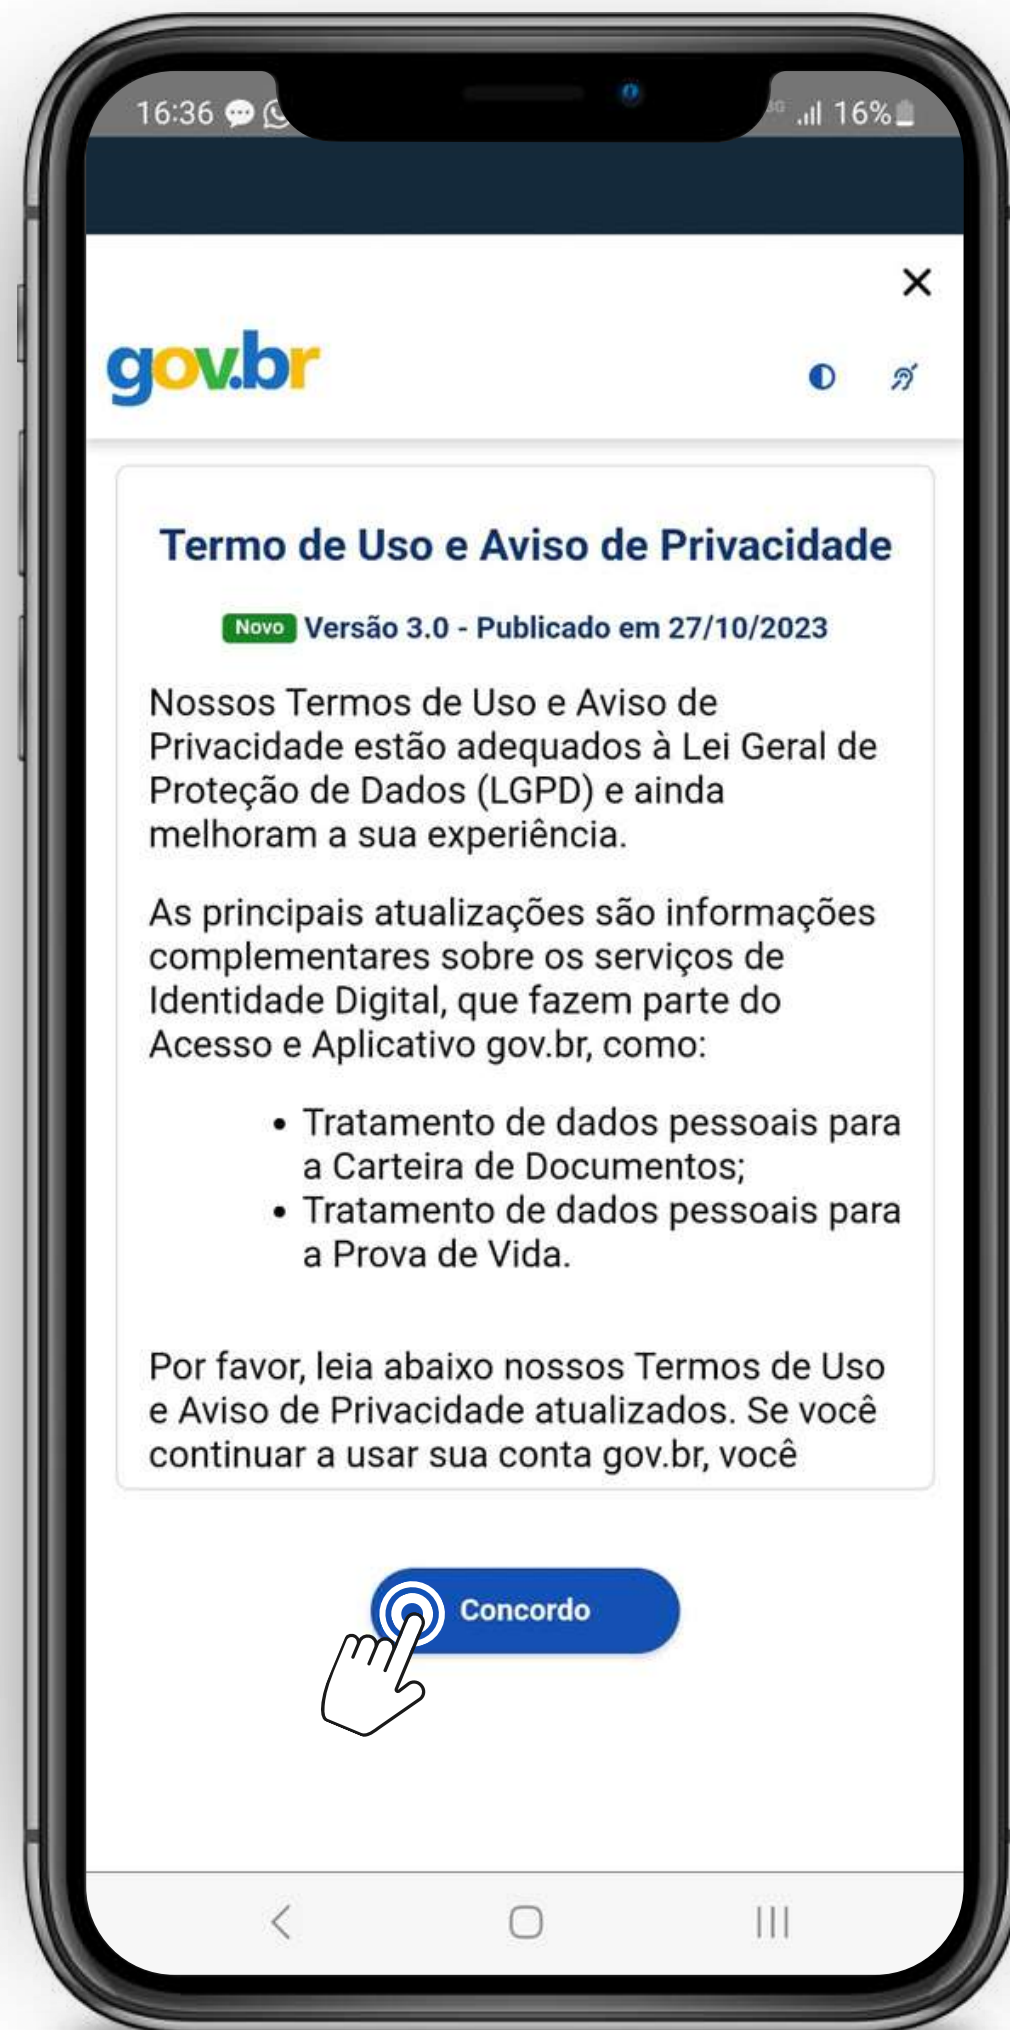 16:36
16%
gov.br
Termo de Uso e Aviso de Privacidade
Novo Versão 3.0 - Publicado em 27/10/2023
Nossos Termos de Uso e Aviso de
Privacidade estão adequados à Lei Geral de
Proteção de Dados (LGPD) e ainda
melhoram a sua experiência.
As principais atualizações são informações
complementares sobre os serviços de
Identidade Digital, que fazem parte do
Acesso e Aplicativo gov.br, como:
• Tratamento de dados pessoais para
a Carteira de Documentos;
• Tratamento de dados pessoais para
a Prova de Vida.
Por favor, leia abaixo nossos Termos de Uso
e Aviso de Privacidade atualizados. Se você
continuar a usar sua conta gov.br, você
Concordo